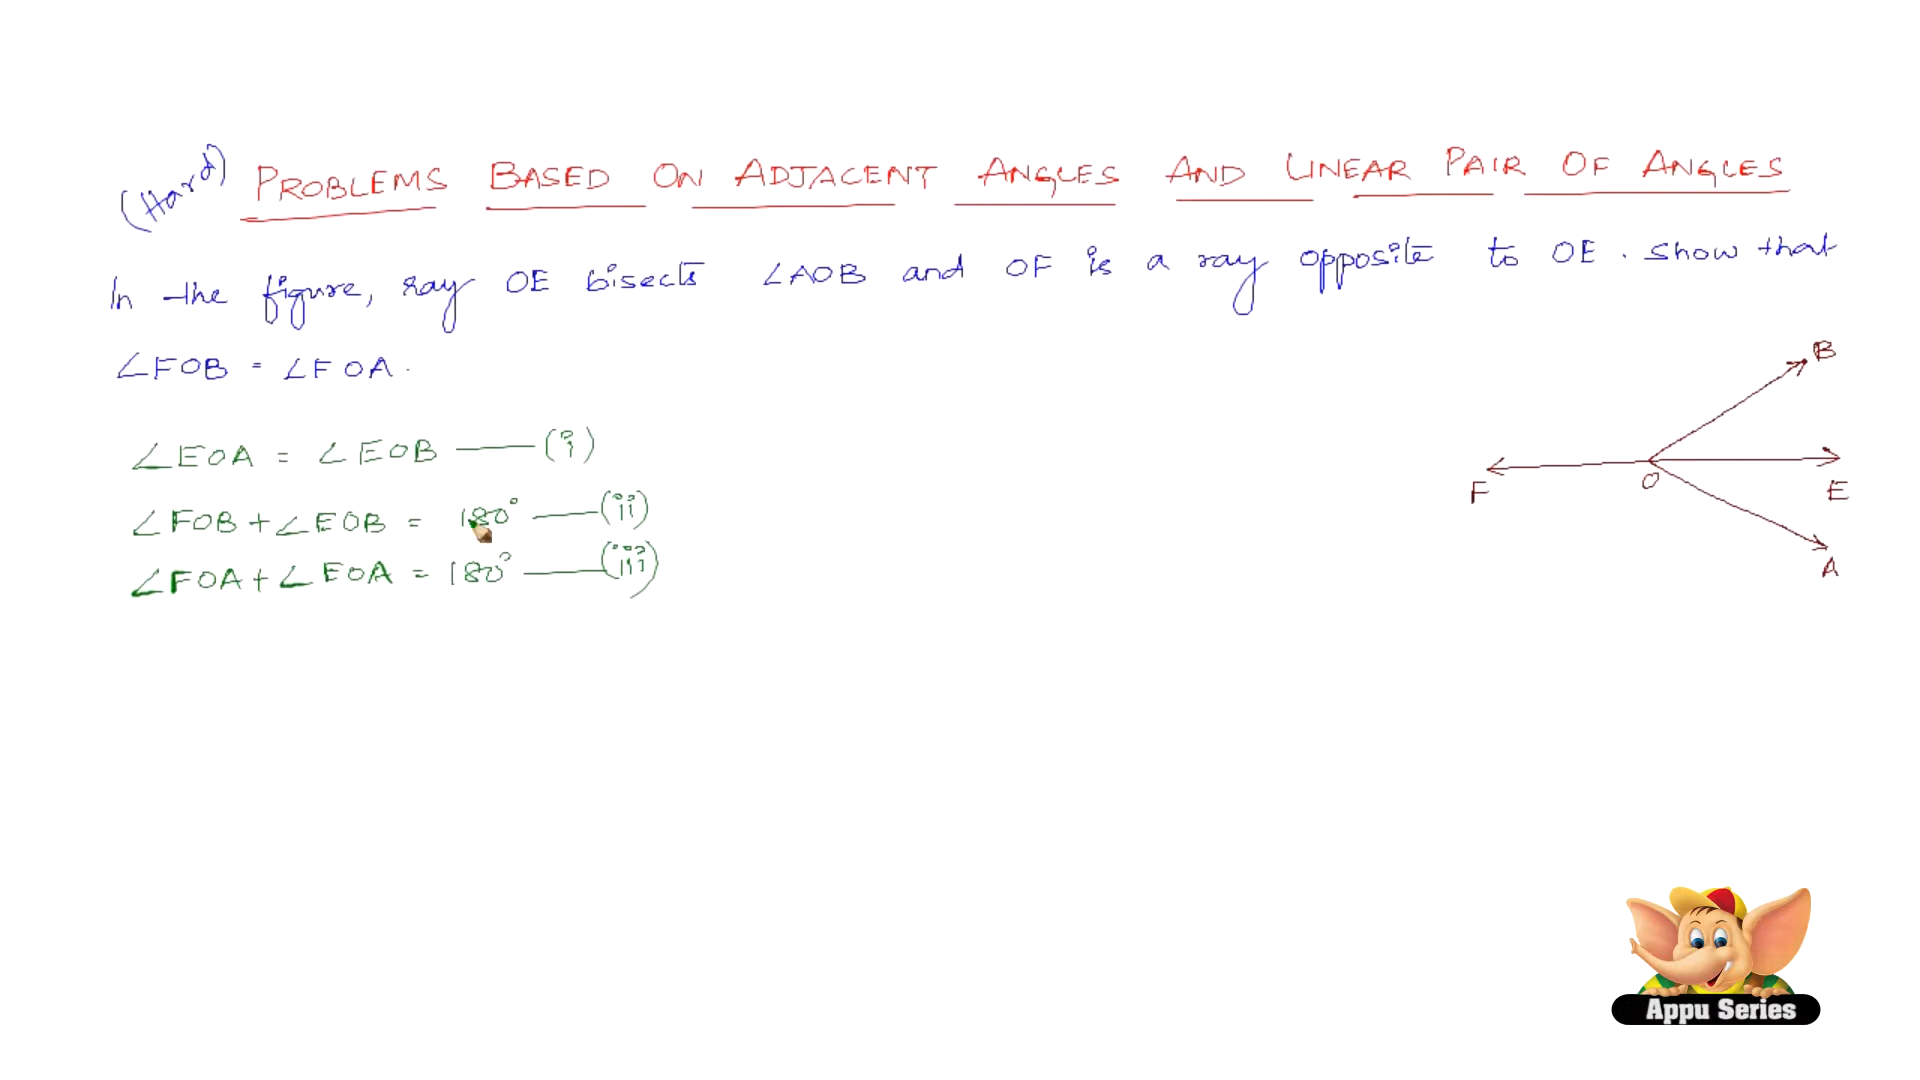 (Hard) PROBLEMS BASED ON ADJACENT ANGLES AND LINEAR PAIR OF ANGLES
In the figure, ray OE bisects ∠AOB and OF is a ray opposite to OE. Show that
∠FOB = ∠FOA.
∠EOA = ∠EOB —— (i)
∠FOB + ∠EOB = 180° —— (ii)
∠FOA + ∠EOA = 180° —— (iii)
B
F
O
E
A
Appu Series